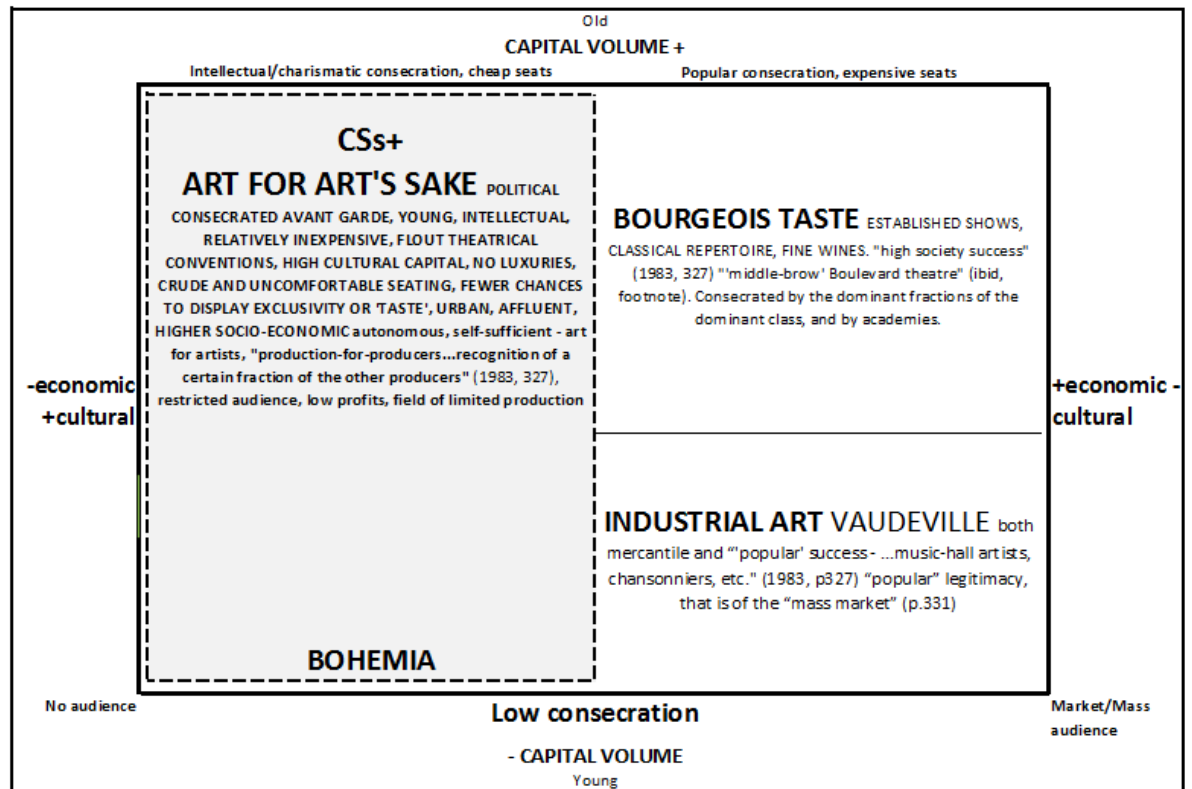 Old
CAPITAL VOLUME +
Intellectual/charismatic consecration, cheap seats
Popular consecration, expensive seats
CSs+
ART FOR ART'S SAKE POLITICAL
CONSECRATED AVANT GARDE, YOUNG, INTELLECTUAL,
RELATIVELY INEXPENSIVE, FLOUT THEATRICAL
CONVENTIONS, HIGH CULTURAL CAPITAL, NO LUXURIES,
CRUDE AND UNCOMFORTABLE SEATING, FEWER CHANCES
TO DISPLAY EXCLUSIVITY OR 'TASTE', URBAN, AFFLUENT,
HIGHER SOCIO-ECONOMIC autonomous, self-sufficient - art
for artists, "production-for-producers...recognition of a
certain fraction of the other producers" (1983, 327),
restricted audience, low profits, field of limited production
BOHEMIA
BOURGEOIS TASTE ESTABLISHED SHOWS,
CLASSICAL REPERTOIRE, FINE WINES. "high society success"
(1983, 327) "'middle-brow' Boulevard theatre" (ibid,
footnote). Consecrated by the dominant fractions of the
dominant class, and by academies.
INDUSTRIAL ART VAUDEVILLE both
mercantile and "'popular' success - ...music-hall artists,
chansonniers, etc." (1983, p327) “popular” legitimacy,
that is of the “mass market” (p.331)
-economic
+cultural
+economic -
cultural
No audience
Low consecration
Market/Mass
audience
- CAPITAL VOLUME
Young